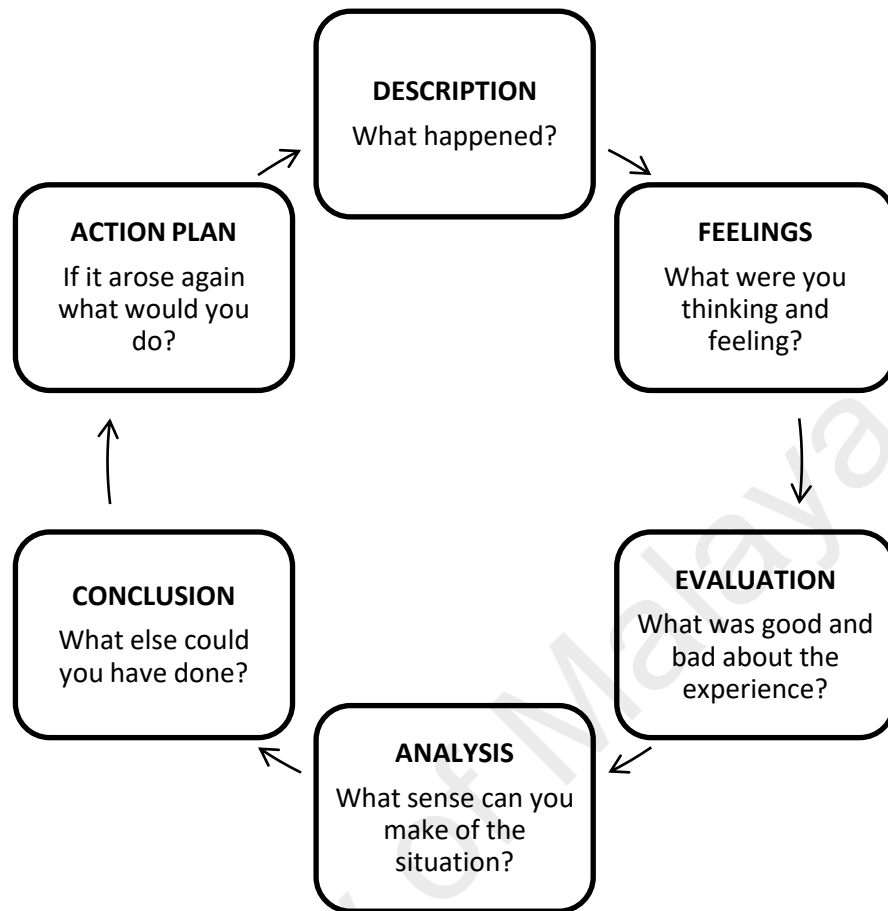 DESCRIPTION
What happened?
FEELINGS
What were you
thinking and
feeling?
EVALUATION
What was good and
bad about the
experience?
ANALYSIS
What sense can you
make of the
situation?
CONCLUSION
What else could
you have done?
ACTION PLAN
If it arose again
what would you
do?
of Malaya